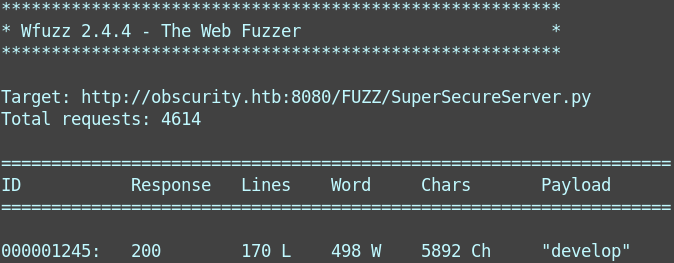 ********************************************************
* Wfuzz 2.4.4 - The Web Fuzzer                         *
********************************************************
Target: http://obscurity.htb:8080/FUZZ/SuperSecureServer.py
Total requests: 4614
===================================================================
ID           Response   Lines    Word     Chars       Payload
===================================================================
000001245:   200        170 L    498 W    5892 Ch     "develop"